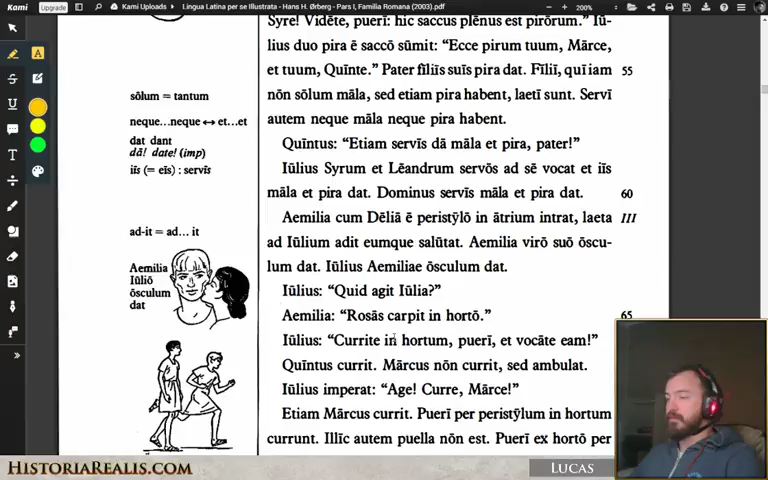 Kami Uploads > Lingua Latina per se Illustrata - Hans H. Ørberg - Pars I, Familia Romana (2003).pdf
Upgrade
200%
Syre! Vidēte, puerī: hic saccus plēnus est pirōrum." Iū-
lius duo pira ē saccō sūmit: "Ecce pirum tuum, Mārce,
et tuum, Quīnte." Pater fīliīs suīs pira dat. Fīliī, quī iam 55
nōn sōlum māla, sed etiam pira habent, laetī sunt. Servī
autem neque māla neque pira habent.
Quīntus: "Etiam servīs dā māla et pira, pater!"
Iūlius Syrum et Lēandrum servōs ad sē vocat et iīs
māla et pira dat. Dominus servīs māla et pira dat. 60
Aemilia cum Dēliā ē peristȳlō in ātrium intrat, laeta III
ad Iūlium adit eumque salūtat. Aemilia virō suō ōscu-
lum dat. Iūlius Aemiliae ōsculum dat.
Iūlius: "Quid agit Iūlia?"
Aemilia: "Rosās carpit in hortō." 65
Iūlius: "Currite in hortum, puerī, et vocāte eam!"
Quīntus currit. Mārcus nōn currit, sed ambulat.
Iūlius imperat: "Age! Curre, Mārce!"
Etiam Mārcus currit. Puerī per peristȳlum in hortum
currunt. Illīc autem puella nōn est. Puerī ex hortō per
sōlum = tantum
neque...neque ↔ et...et
dat dant
dā! date! (imp)
iīs (= eīs) : servīs
ad-it = ad... it
Aemilia
Iūliō
ōsculum
dat
HISTORIAREALIS.COM
LUCAS